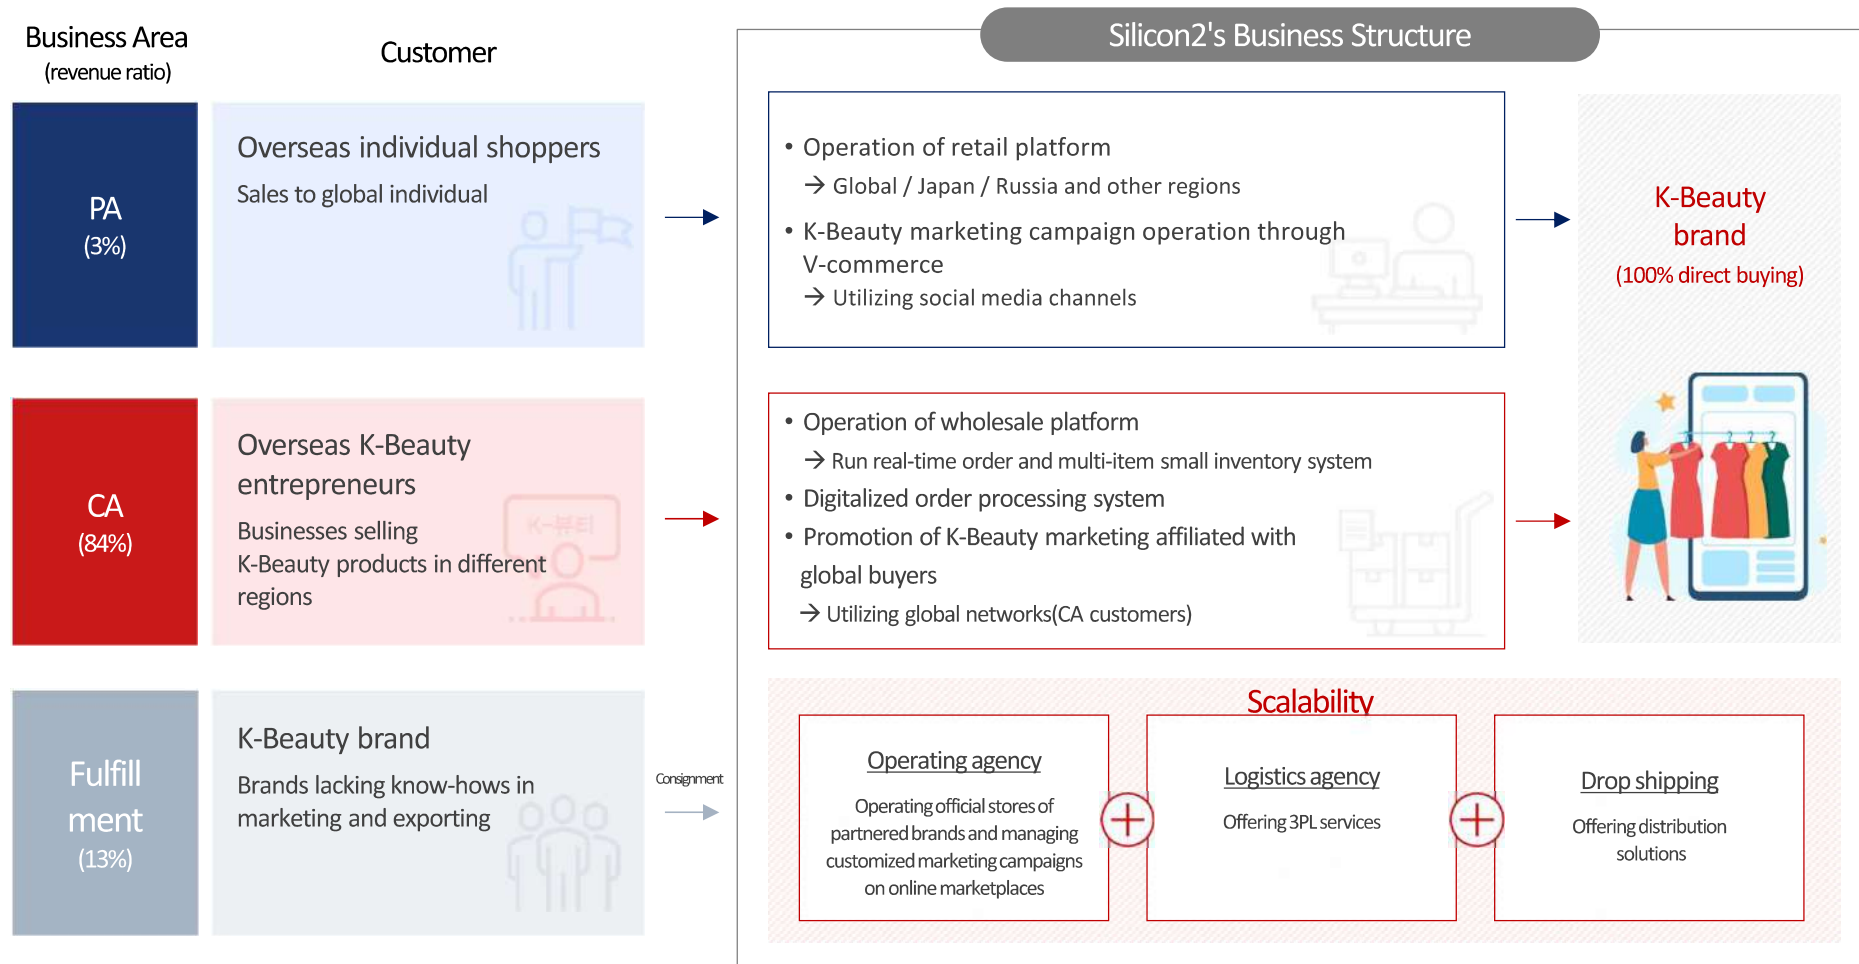 Business Area
(revenue ratio)
Customer
Silicon2's Business Structure
PA
(3%)
Overseas individual shoppers
Sales to global individual
• Operation of retail platform
→ Global / Japan / Russia and other regions
• K-Beauty marketing campaign operation through
V-commerce
→ Utilizing social media channels
K-Beauty
brand
(100% direct buying)
CA
(84%)
Overseas K-Beauty
entrepreneurs
Businesses selling
K-Beauty products in different
regions
K-뷰티
• Operation of wholesale platform
→ Run real-time order and multi-item small inventory system
• Digitalized order processing system
• Promotion of K-Beauty marketing affiliated with
global buyers
→ Utilizing global networks(CA customers)
Fulfill
ment
(13%)
K-Beauty brand
Brands lacking know-hows in
marketing and exporting
Consignment
Scalability
Operating agency
Operating official stores of
partnered brands and managing
customized marketing campaigns
on online marketplaces
Logistics agency
Offering 3PL services
Drop shipping
Offering distribution
solutions